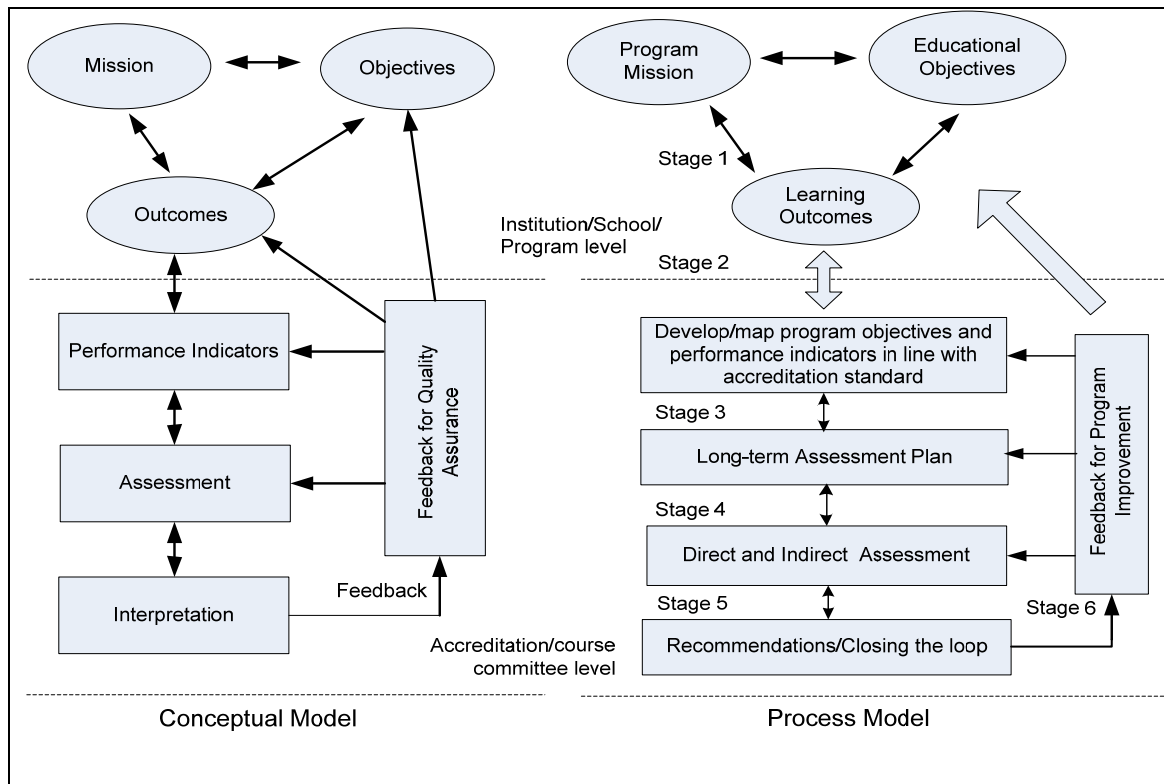 Mission
Objectives
Outcomes
Performance Indicators
Assessment
Interpretation
Feedback for Quality
Assurance
Feedback
Institution/School/
Program level
Accreditation/course
committee level
Conceptual Model
Program
Mission
Educational
Objectives
Stage 1
Learning
Outcomes
Stage 2
Develop/map program objectives and
performance indicators in line with
accreditation standard
Stage 3
Long-term Assessment Plan
Stage 4
Direct and Indirect Assessment
Stage 5
Recommendations/Closing the loop
Stage 6
Feedback for Program
Improvement
Process Model